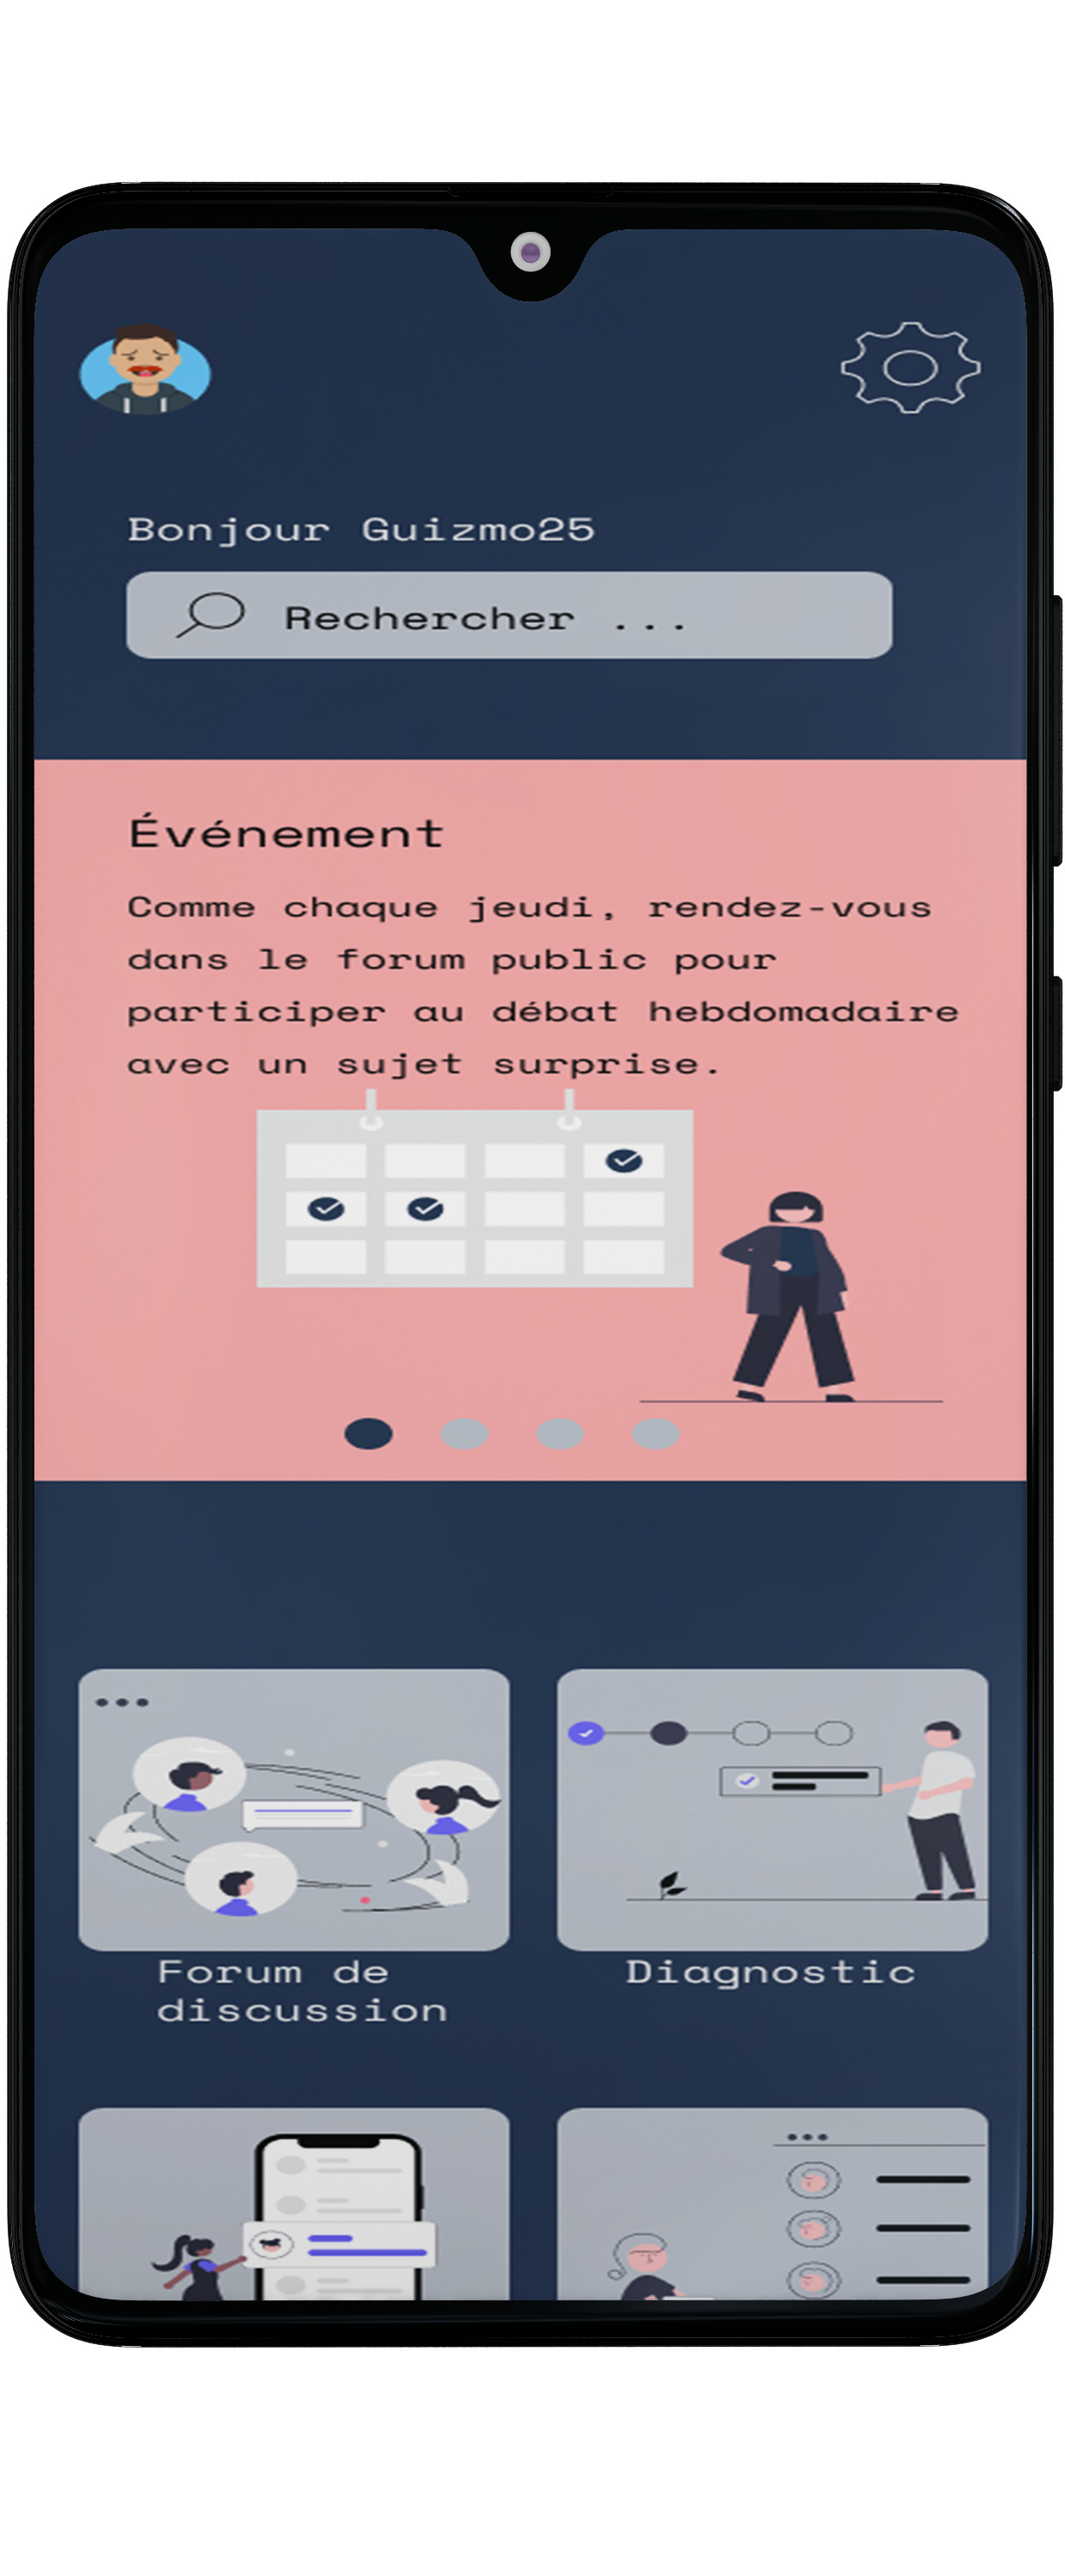 Bonjour Guizmo25
Rechercher ...
Événement
Comme chaque jeudi, rendez-vous
dans le forum public pour
participer au débat hebdomadaire
avec un sujet surprise.
Forum de
discussion
Diagnostic